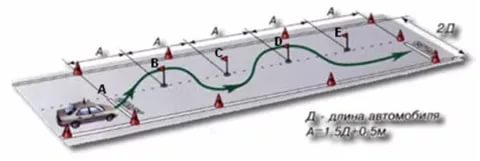 A A A A A
2Д
A B C D E
Д - длина автомобиля
A=1,5Д+0,5м